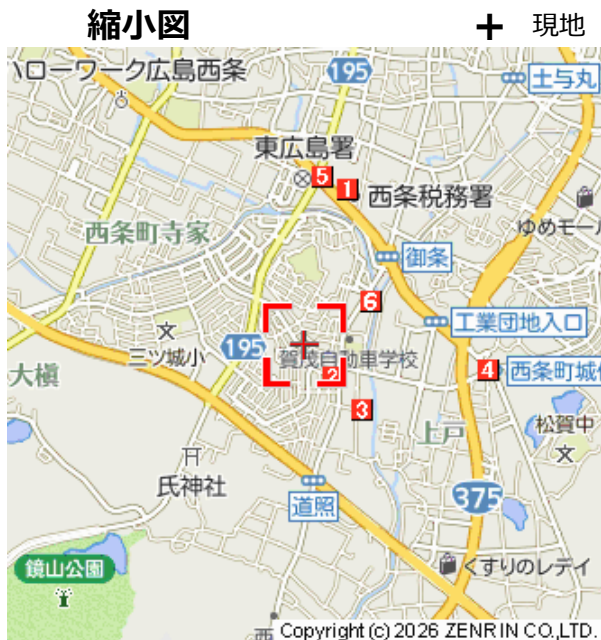 縮小図
現地
ハローワーク広島西条
195
土与丸
東広島署
5
1
西条税務署
西条町寺家
ゆめモール
御条
6
工業団地入口
195
三ツ城小
賀茂自動車学校
2
大槇
4
西条町城
3
上戸
松賀中
氏神社
道照
375
鏡山公園
くすりのレデイ
西
Copyright (c) 2026 ZENRIN CO.,LTD.